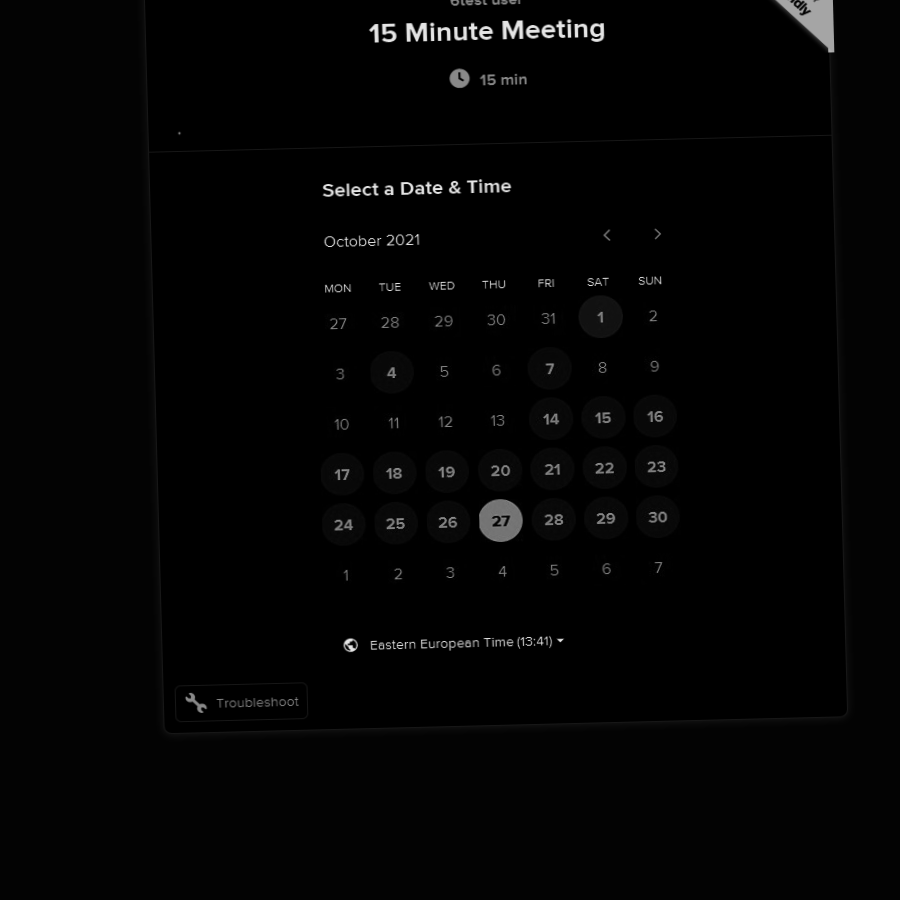 6test user
15 Minute Meeting
15 min
Select a Date & Time
October 2021
MON TUE WED THU FRI SAT SUN
27 28 29 30 31 1 2
3 4 5 6 7 8 9
10 11 12 13 14 15 16
17 18 19 20 21 22 23
24 25 26 27 28 29 30
1 2 3 4 5 6 7
Eastern European Time (13:41)
Troubleshoot